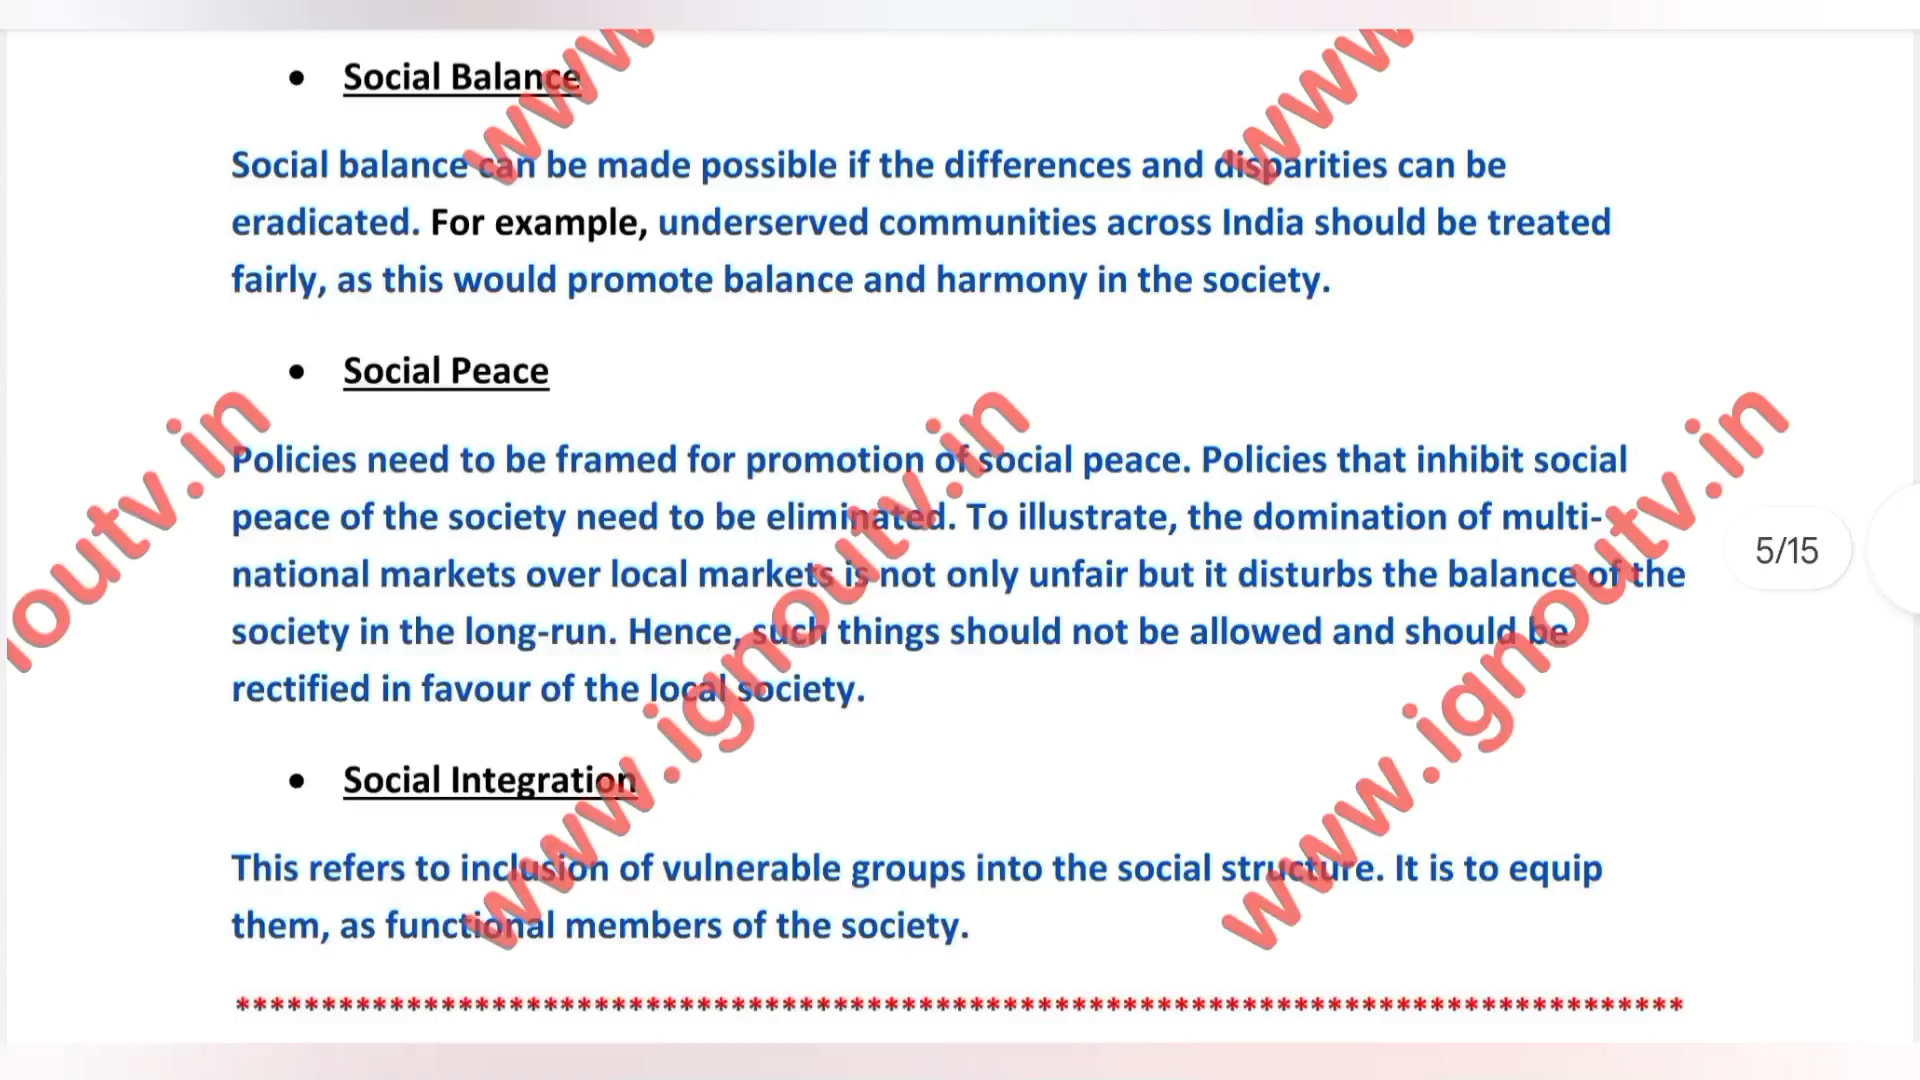 • Social Balance
Social balance can be made possible if the differences and disparities can be
eradicated. For example, underserved communities across India should be treated
fairly, as this would promote balance and harmony in the society.
• Social Peace
Policies need to be framed for promotion of social peace. Policies that inhibit social
peace of the society need to be eliminated. To illustrate, the domination of multi-
national markets over local markets is not only unfair but it disturbs the balance of the
society in the long-run. Hence, such things should not be allowed and should be
rectified in favour of the local society.
• Social Integration
This refers to inclusion of vulnerable groups into the social structure. It is to equip
them, as functional members of the society.
*************************************************************************************
5/15
www
www
noutv.in
www.ignoutv.in
www.ignoutv.in